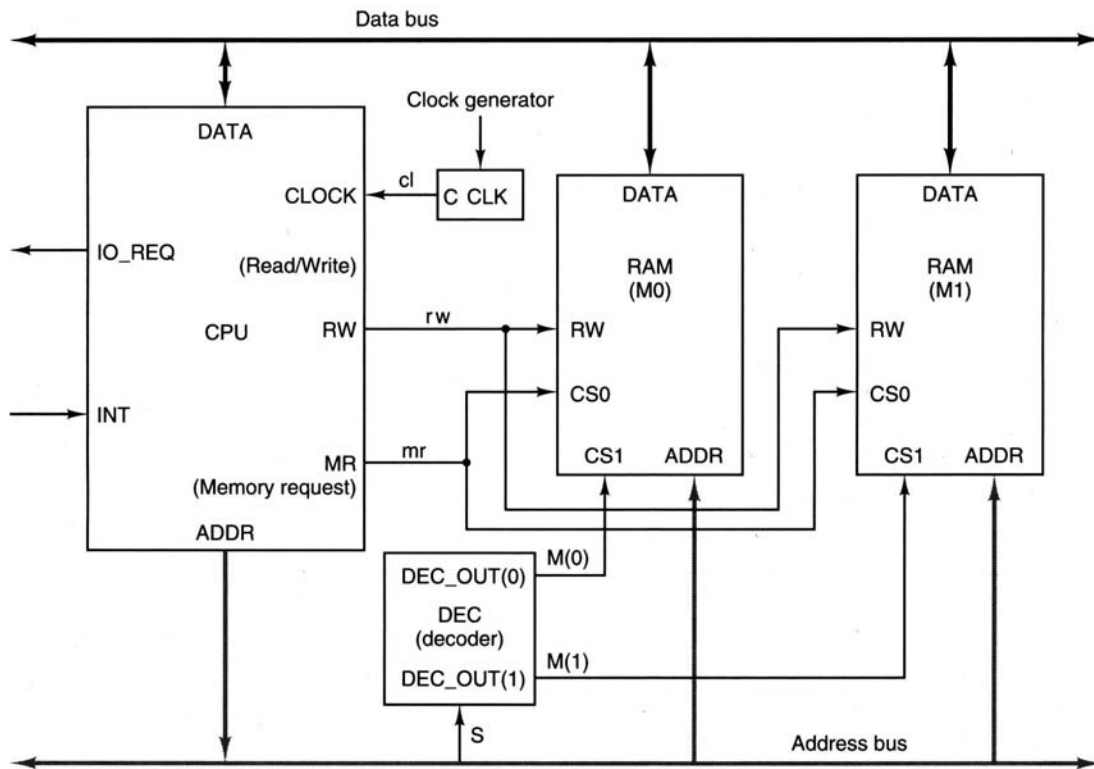 Data bus
Clock generator
DATA
cl
C CLK
CLOCK
DATA
DATA
IO_REQ
(Read/Write)
RAM
(M0)
RAM
(M1)
CPU
RW
rw
RW
RW
CS0
CS0
INT
MR
mr
(Memory request)
CS1
ADDR
CS1
ADDR
ADDR
M(0)
DEC_OUT(0)
DEC
(decoder)
M(1)
DEC_OUT(1)
S
Address bus